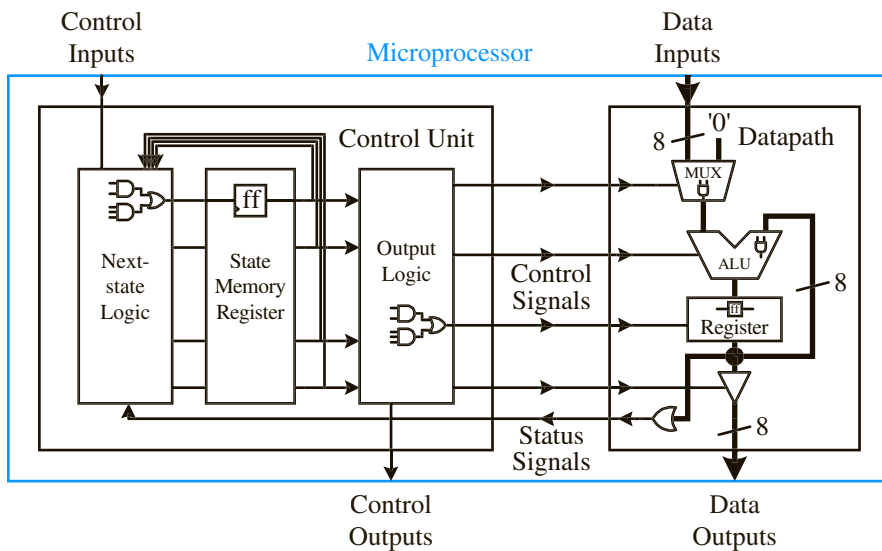 Control
Inputs
Data
Inputs
Microprocessor
Control Unit
Datapath
8
'0'
MUX
ff
Next-
state
Logic
State
Memory
Register
Output
Logic
ALU
Control
Signals
8
ff
Register
Status
Signals
8
Control
Outputs
Data
Outputs